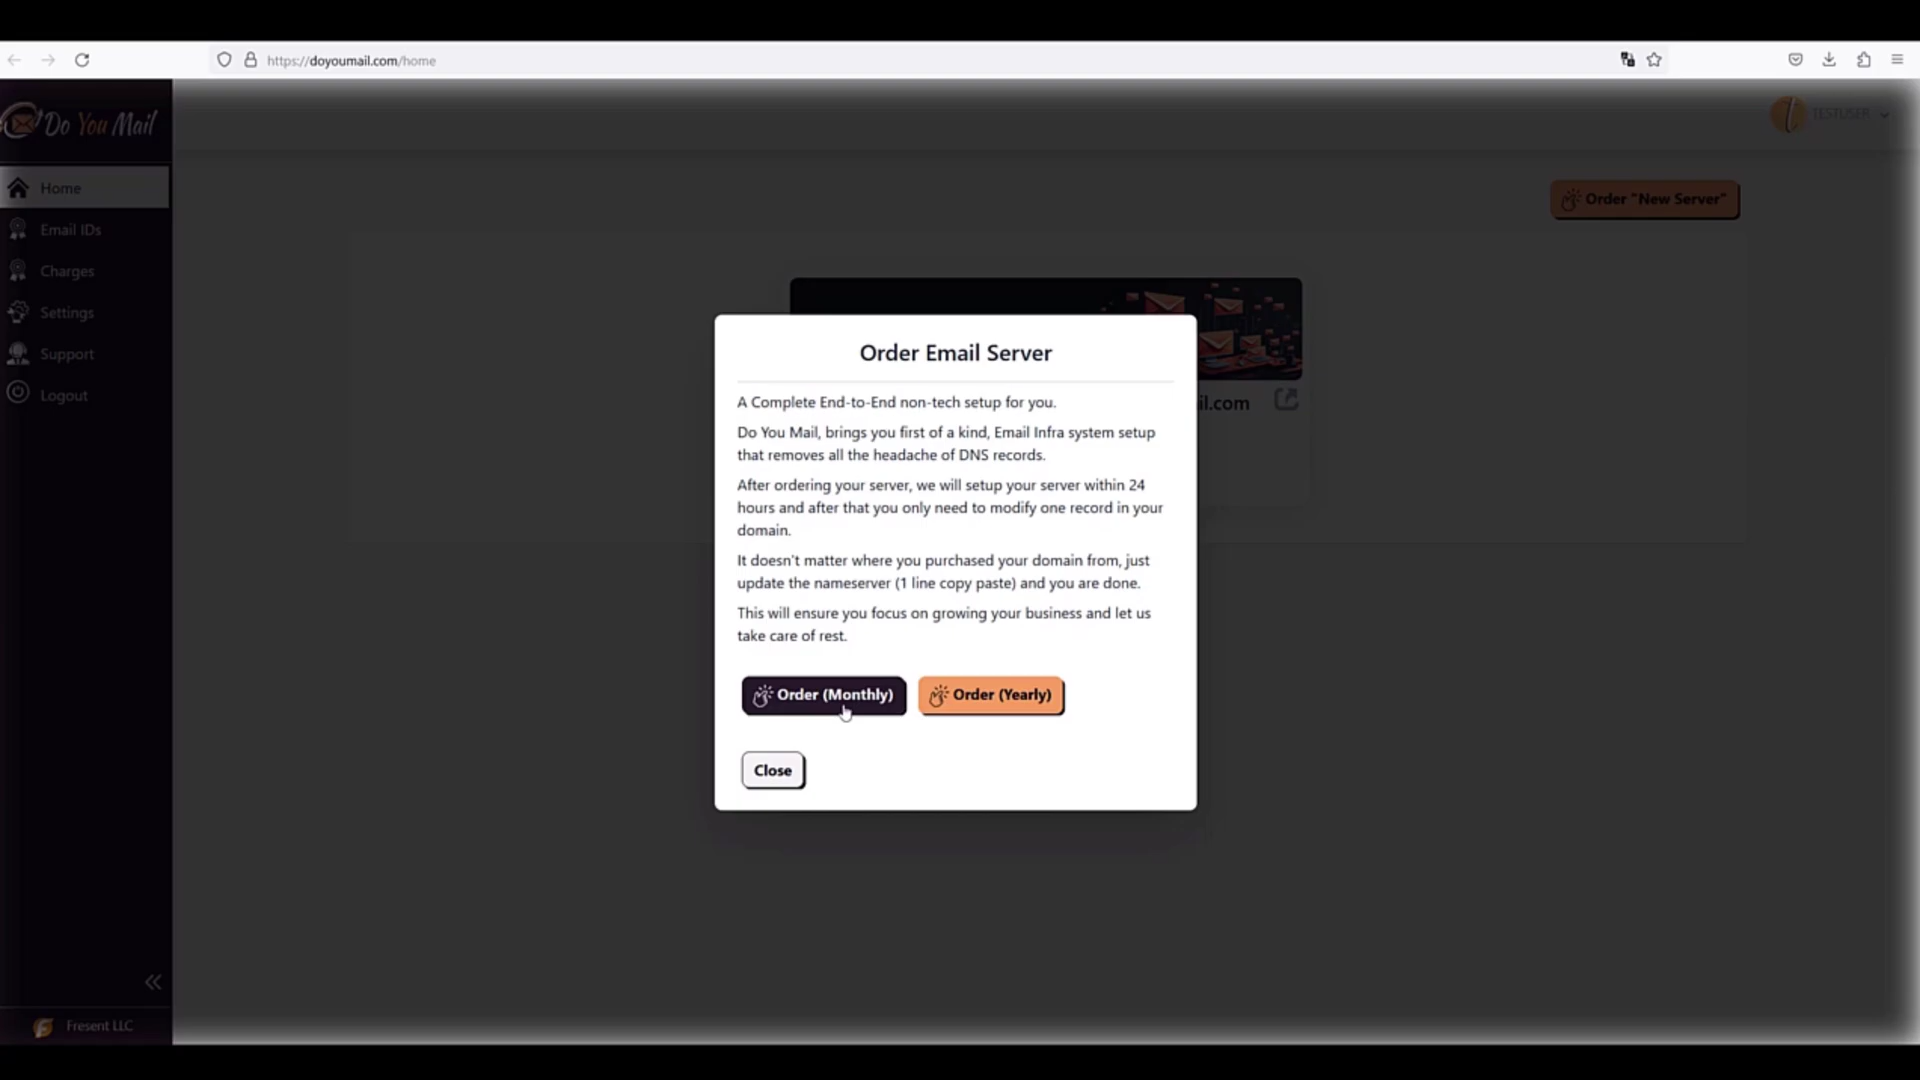 https://doyoumail.com/home
Do You Mail
TESTUSER
Home
Order "New Server"
Email IDs
Charges
Settings
Support
Logout
il.com
Order Email Server
A Complete End-to-End non-tech setup for you.
Do You Mail, brings you first of a kind, Email Infra system setup
that removes all the headache of DNS records.
After ordering your server, we will setup your server within 24
hours and after that you only need to modify one record in your
domain.
It doesn't matter where you purchased your domain from, just
update the nameserver (1 line copy paste) and you are done.
This will ensure you focus on growing your business and let us
take care of rest.
Order (Monthly)
Order (Yearly)
Close
Fresent LLC